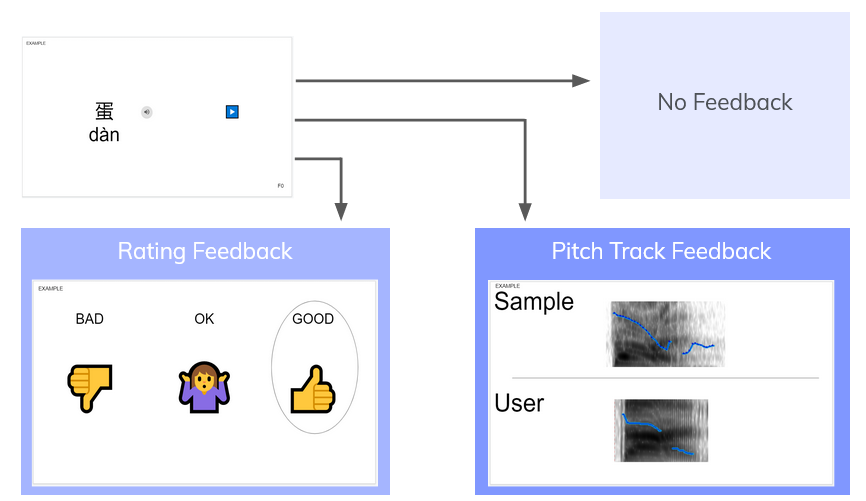 EXAMPLE
蛋
dàn
F0
No Feedback
Rating Feedback
EXAMPLE
BAD OK GOOD
Pitch Track Feedback
EXAMPLE
Sample
User